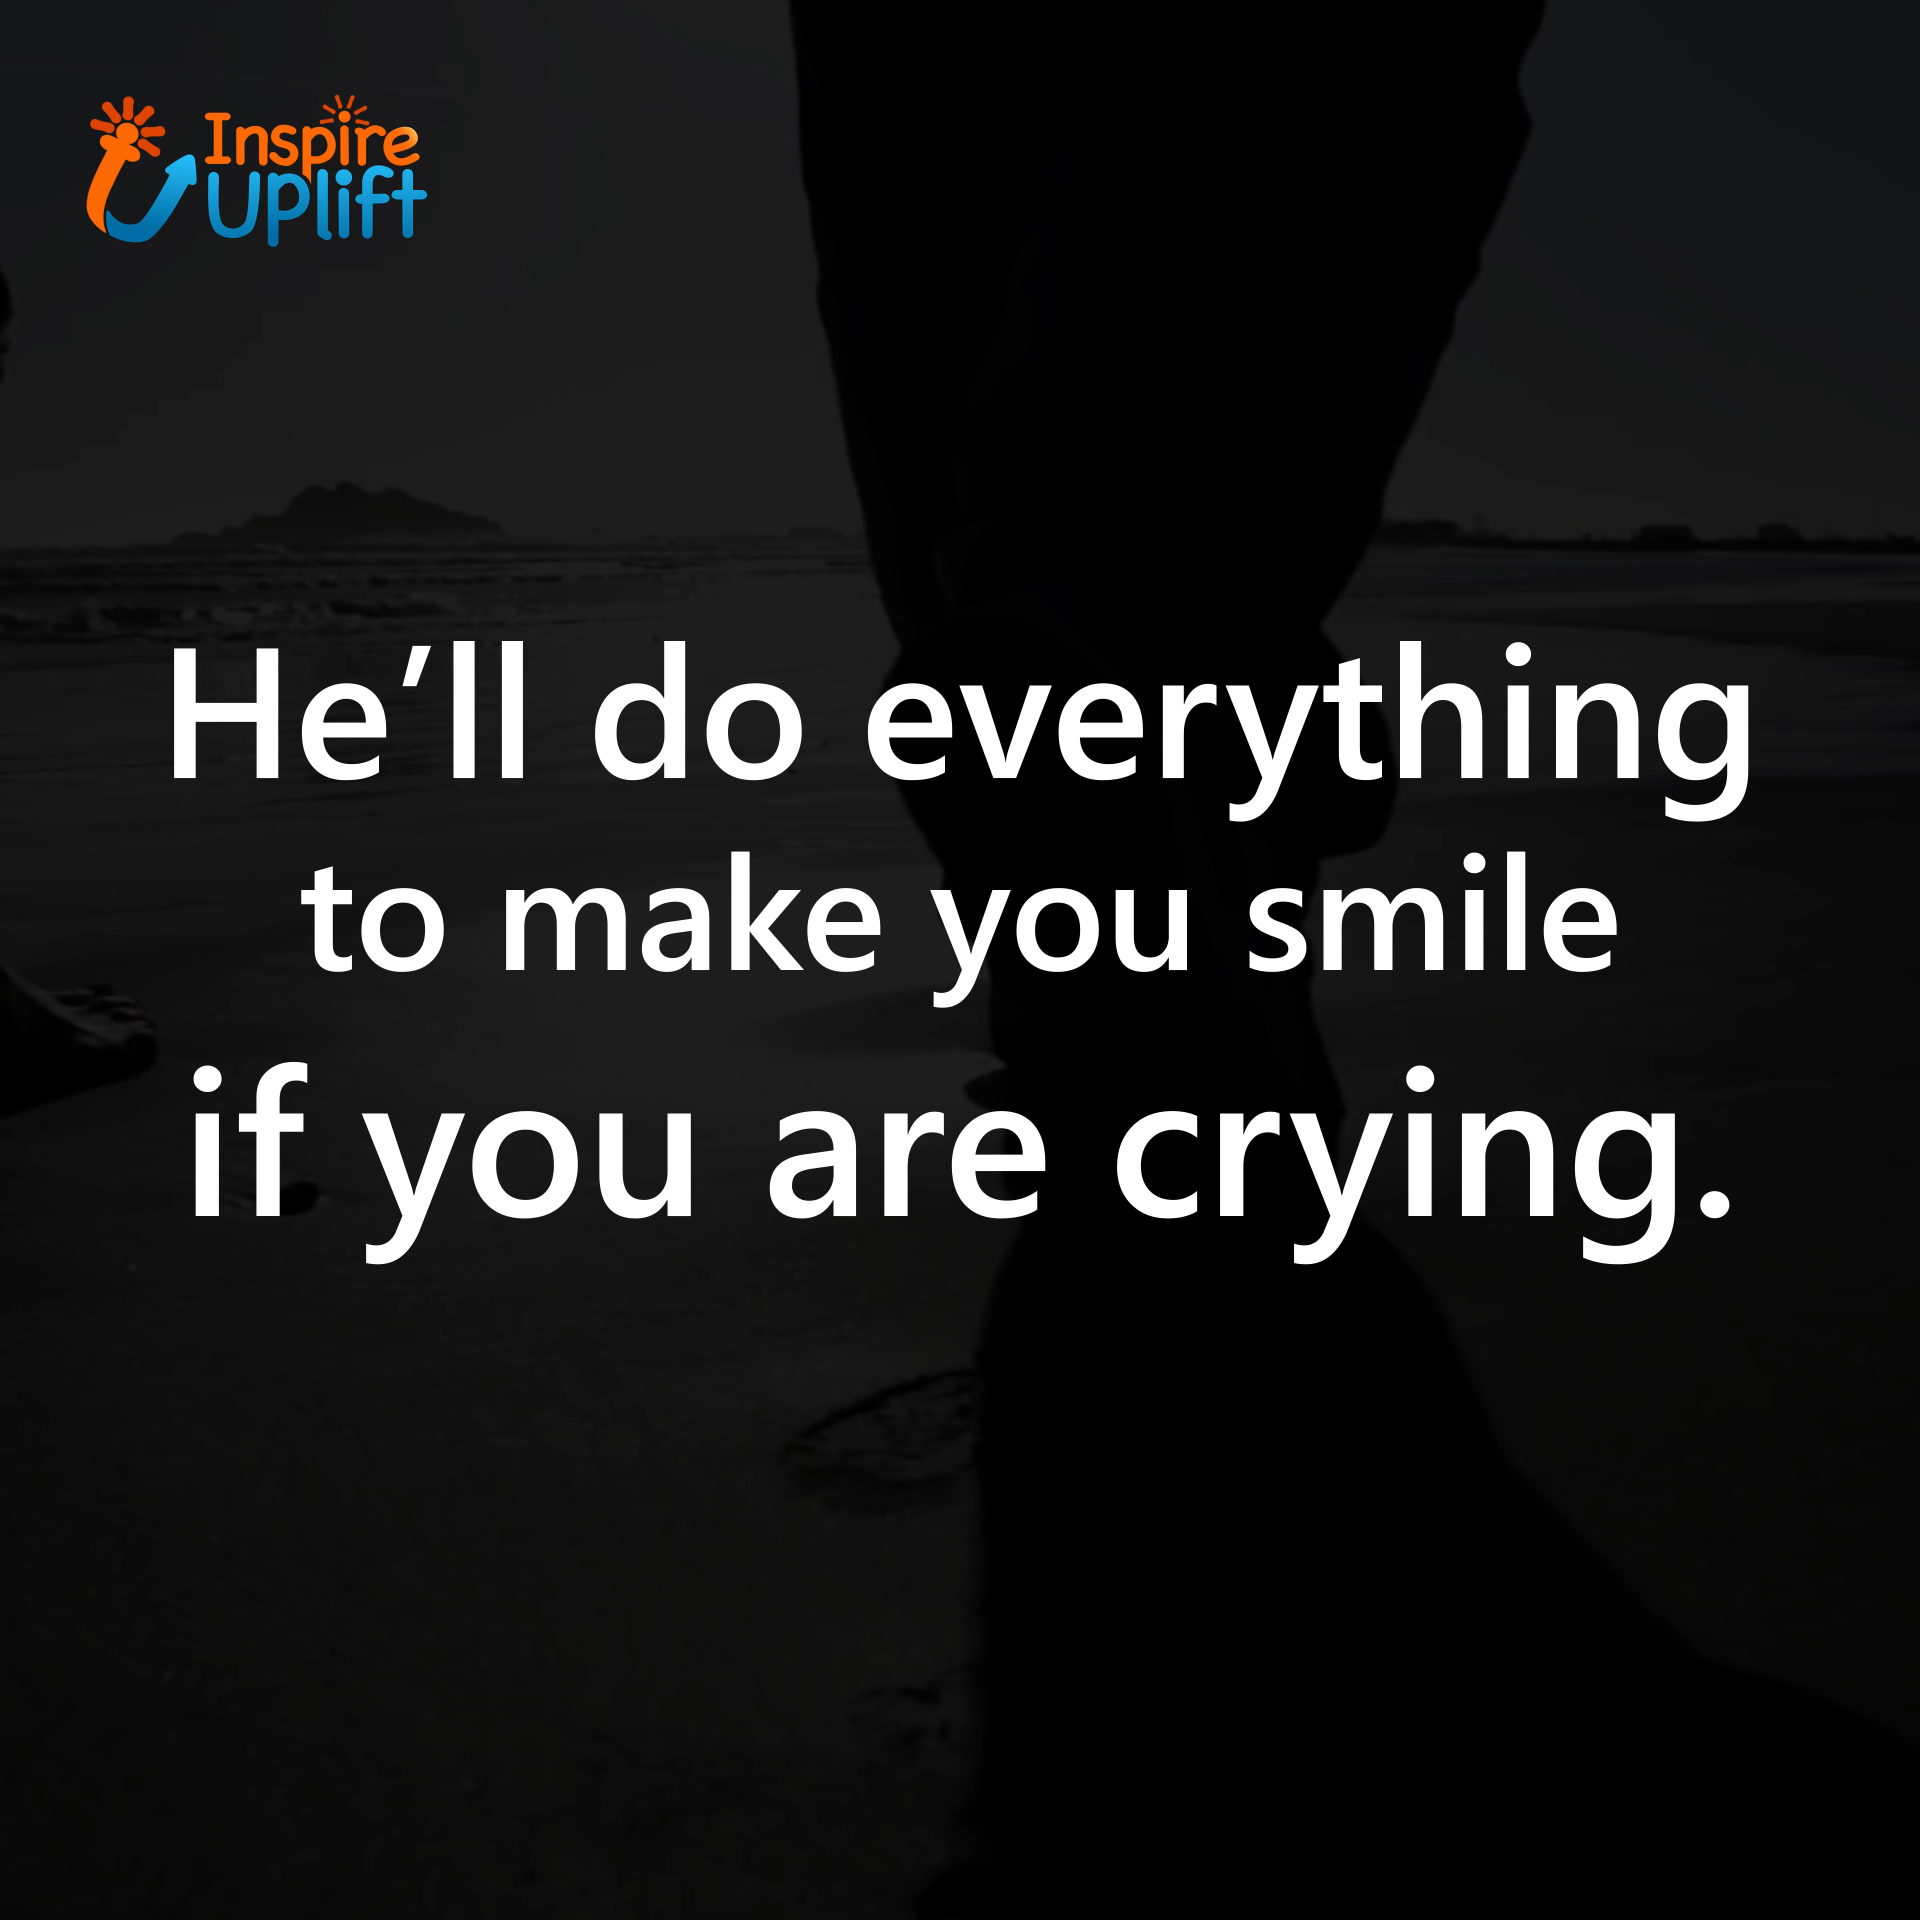 Inspire
Uplift
He’ll do everything
to make you smile
if you are crying.